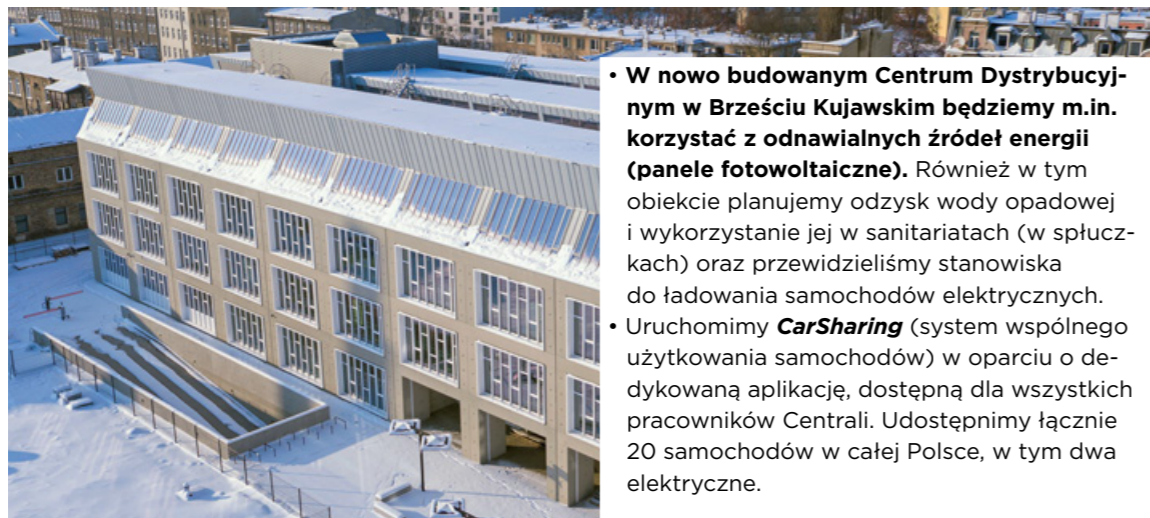 • W nowo budowanym Centrum Dystrybucyj-
nym w Brześciu Kujawskim będziemy m.in.
korzystać z odnawialnych źródeł energii
(panele fotowoltaiczne). Również w tym
obiekcie planujemy odzysk wody opadowej
i wykorzystanie jej w sanitariatach (w spłucz-
kach) oraz przewidzieliśmy stanowiska
do ładowania samochodów elektrycznych.
• Uruchomimy CarSharing (system wspólnego
użytkowania samochodów) w oparciu o de-
dykowaną aplikację, dostępną dla wszystkich
pracowników Centrali. Udostępnimy łącznie
20 samochodów w całej Polsce, w tym dwa
elektryczne.